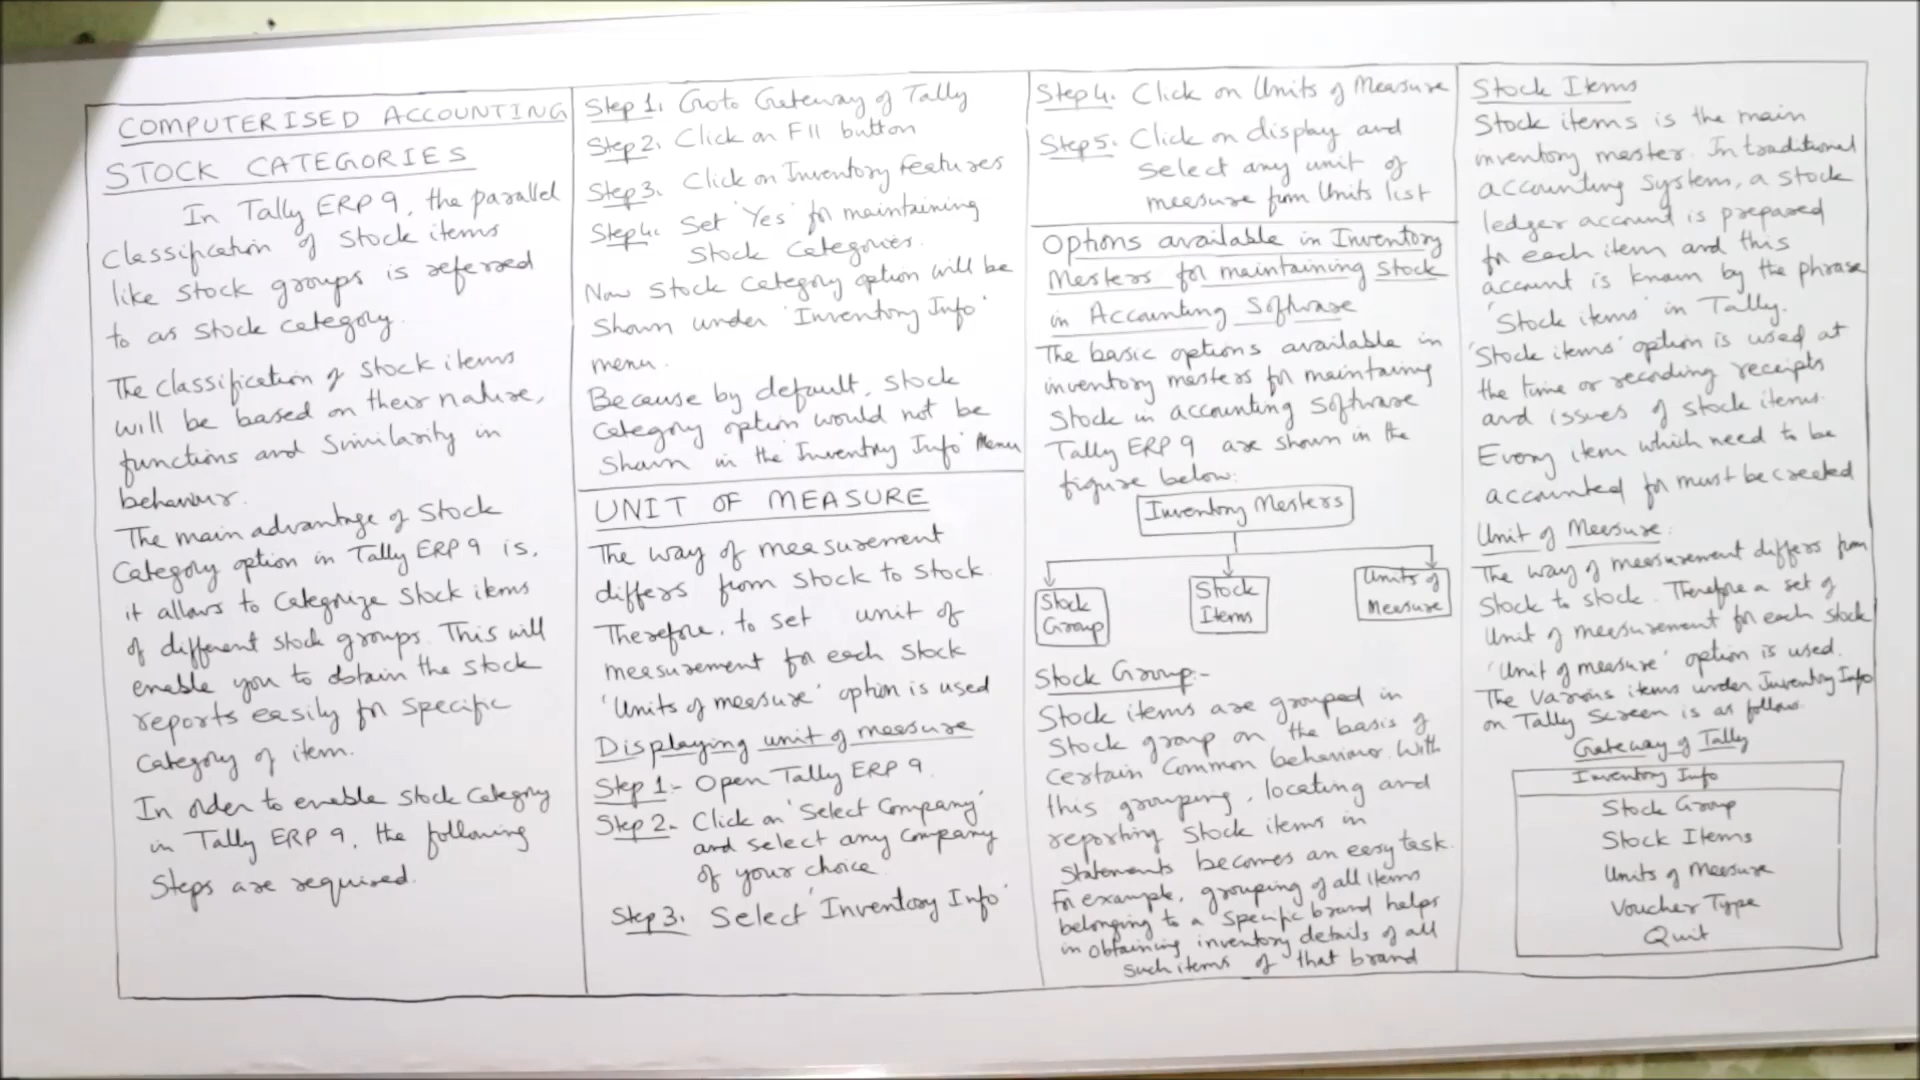 COMPUTERISED ACCOUNTING
STOCK CATEGORIES
In Tally ERP 9, the parallel
Classification of Stock items
like Stock groups is referred
to as Stock category.
The Classification of Stock items
will be based on their nature,
functions and Similarity in
behaviour.
The main advantage of Stock
Category option in Tally ERP 9 is,
it allows to Categorize Stock items
of different stock groups. This will
enable you to obtain the stock
reports easily for Specific
Category of item.
In order to enable Stock Category
in Tally ERP 9, the following
Steps are required.
Step 1. Goto Gateway of Tally
Step 2. Click on F11 button
Step 3. Click on Inventory features
Step 4. Set 'Yes' for maintaining
Stock Categories.
Now Stock Category option will be
Shown under 'Inventory Info'
menu.
Because by default, stock
Category option would not be
Shown in the 'Inventory Info' Menu
UNIT OF MEASURE
The way of measurement
differs from Stock to Stock.
Therefore, to set unit of
measurement for each Stock
'Units of measure' option is used
Displaying unit of measure
Step 1- Open Tally ERP 9.
Step 2- Click on 'Select Company'
and select any company
of your choice
Step 3. Select 'Inventory Info'
Step 4. Click on Units of Measure
Step 5. Click on display and
Select any unit of
measure from Units list
Options available in Inventory
Masters for maintaining Stock
in Accounting Software
The basic options available in
inventory masters for maintaining
Stock in accounting Software
Tally ERP 9 are shown in the
figure below.
Inventory Masters
Stock
Group
Stock
Items
Units of
Measure
Stock Group:-
Stock items are grouped in
Stock group on the basis of
Certain Common behaviour. With
this grouping, locating and
reporting Stock items in
Statements becomes an easy task.
For example, grouping of all items
belonging to a Specific brand helps
in obtaining inventory details of all
Such items of that brand
Stock Items
Stock items is the main
inventory master. In traditional
accounting System, a Stock
ledger account is prepared
for each item and this
account is known by the phrase
'Stock items' in Tally.
'Stock items' option is used at
the time or recording receipts
and issues of Stock items.
Every item which need to be
accounted for must be created
Unit of Measure:
The way of measurement differs from
Stock to stock. Therefore a set of
Unit of measurement for each stock
'Unit of measure' option is used.
The Various items under Inventory Info
on Tally Screen is as follow.
Gateway of Tally
Inventory Info
Stock Group
Stock Items
Units of Measure
Voucher Type
Quit